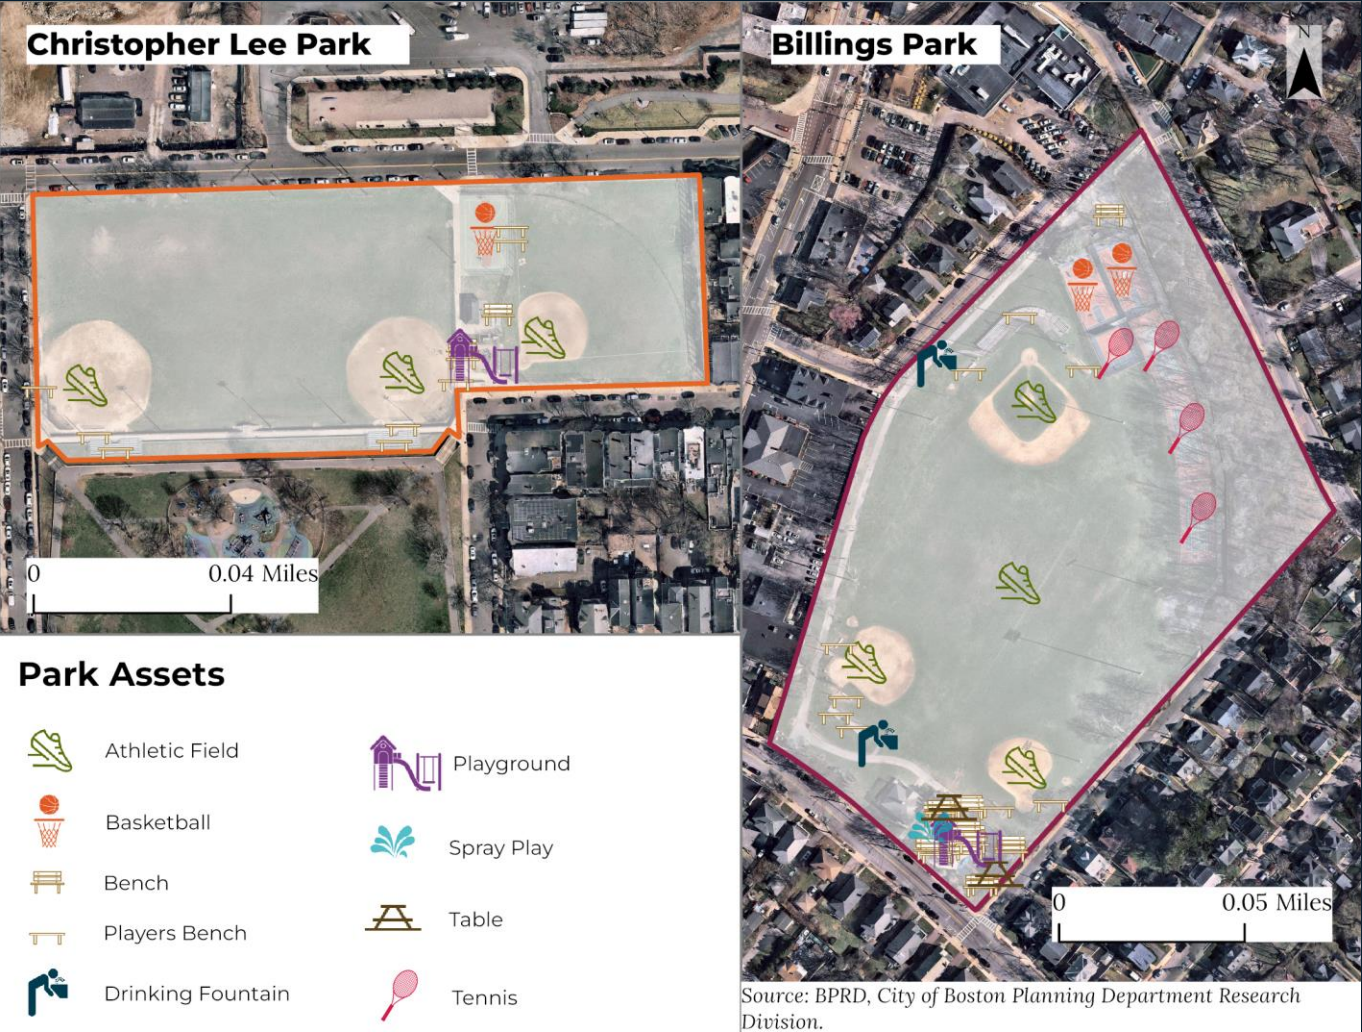 Christopher Lee Park
Billings Park
N
0 0.04 Miles
Park Assets
Athletic Field
Basketball
Bench
Players Bench
Drinking Fountain
Playground
Spray Play
Table
Tennis
0 0.05 Miles
Source: BPRD, City of Boston Planning Department Research
Division.